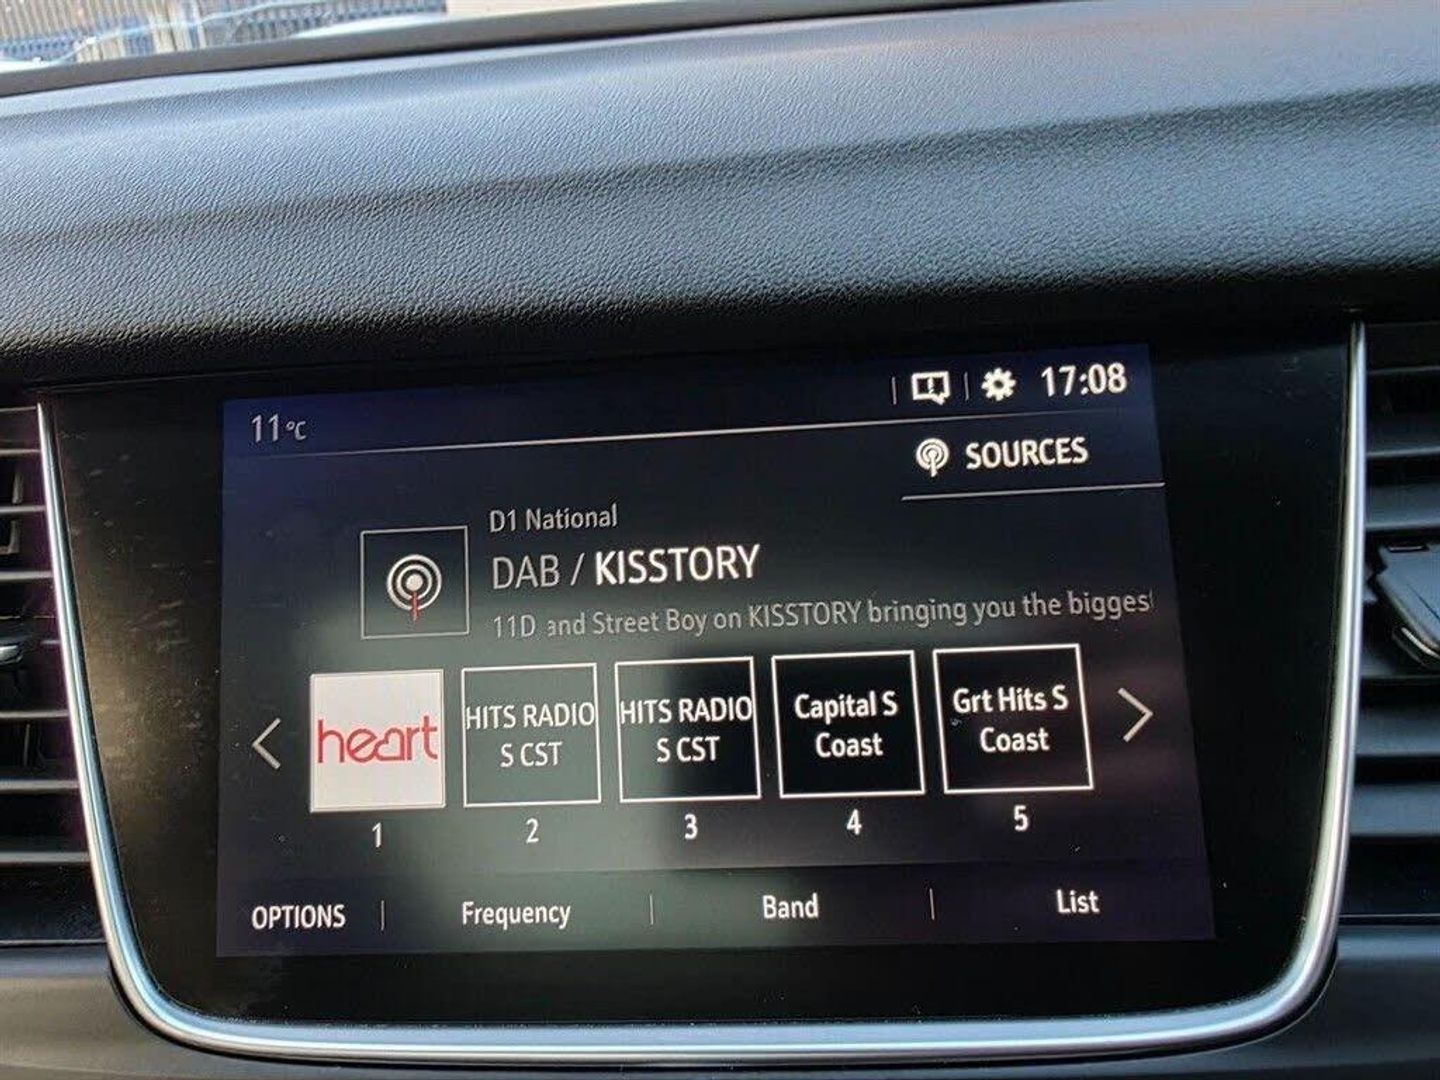 11°C
17:08
SOURCES
D1 National
DAB / KISSTORY
11D and Street Boy on KISSTORY bringing you the bigges
heart
HITS RADIO
S CST
HITS RADIO
S CST
Capital S
Coast
Grt Hits S
Coast
1 2 3 4 5
OPTIONS Frequency Band List